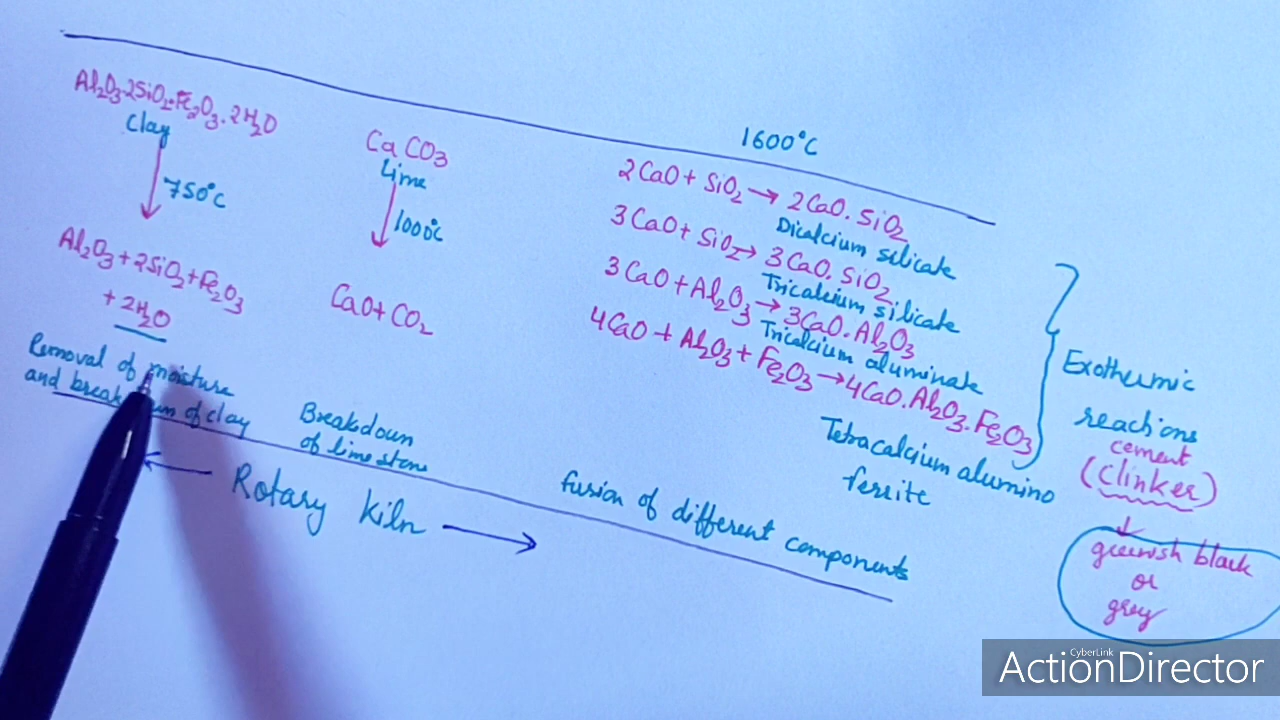 Al₂O₃.2SiO₂.Fe₂O₃.2H₂O
Clay
750°C
Al₂O₃+2SiO₂+Fe₂O₃
+2H₂O
Removal of moisture
and of clay
CaCO₃
Lime
1000°C
CaO+CO₂
Breakdown
of lime stone
1600°C
2CaO+SiO₂→2CaO.SiO₂
Dicalcium silicate
3CaO+SiO₂→3CaO.SiO₂
Tricalcium silicate
3CaO+Al₂O₃→3CaO.Al₂O₃
Tricalcium aluminate
4CaO+Al₂O₃+Fe₂O₃→4CaO.Al₂O₃.Fe₂O₃
Tetracalcium alumino
ferrite
fusion of different components
← Rotary kiln →
Exothermic
reactions
cement
(Clinker)
↓
greenish black
or
grey
CyberLink
ActionDirector